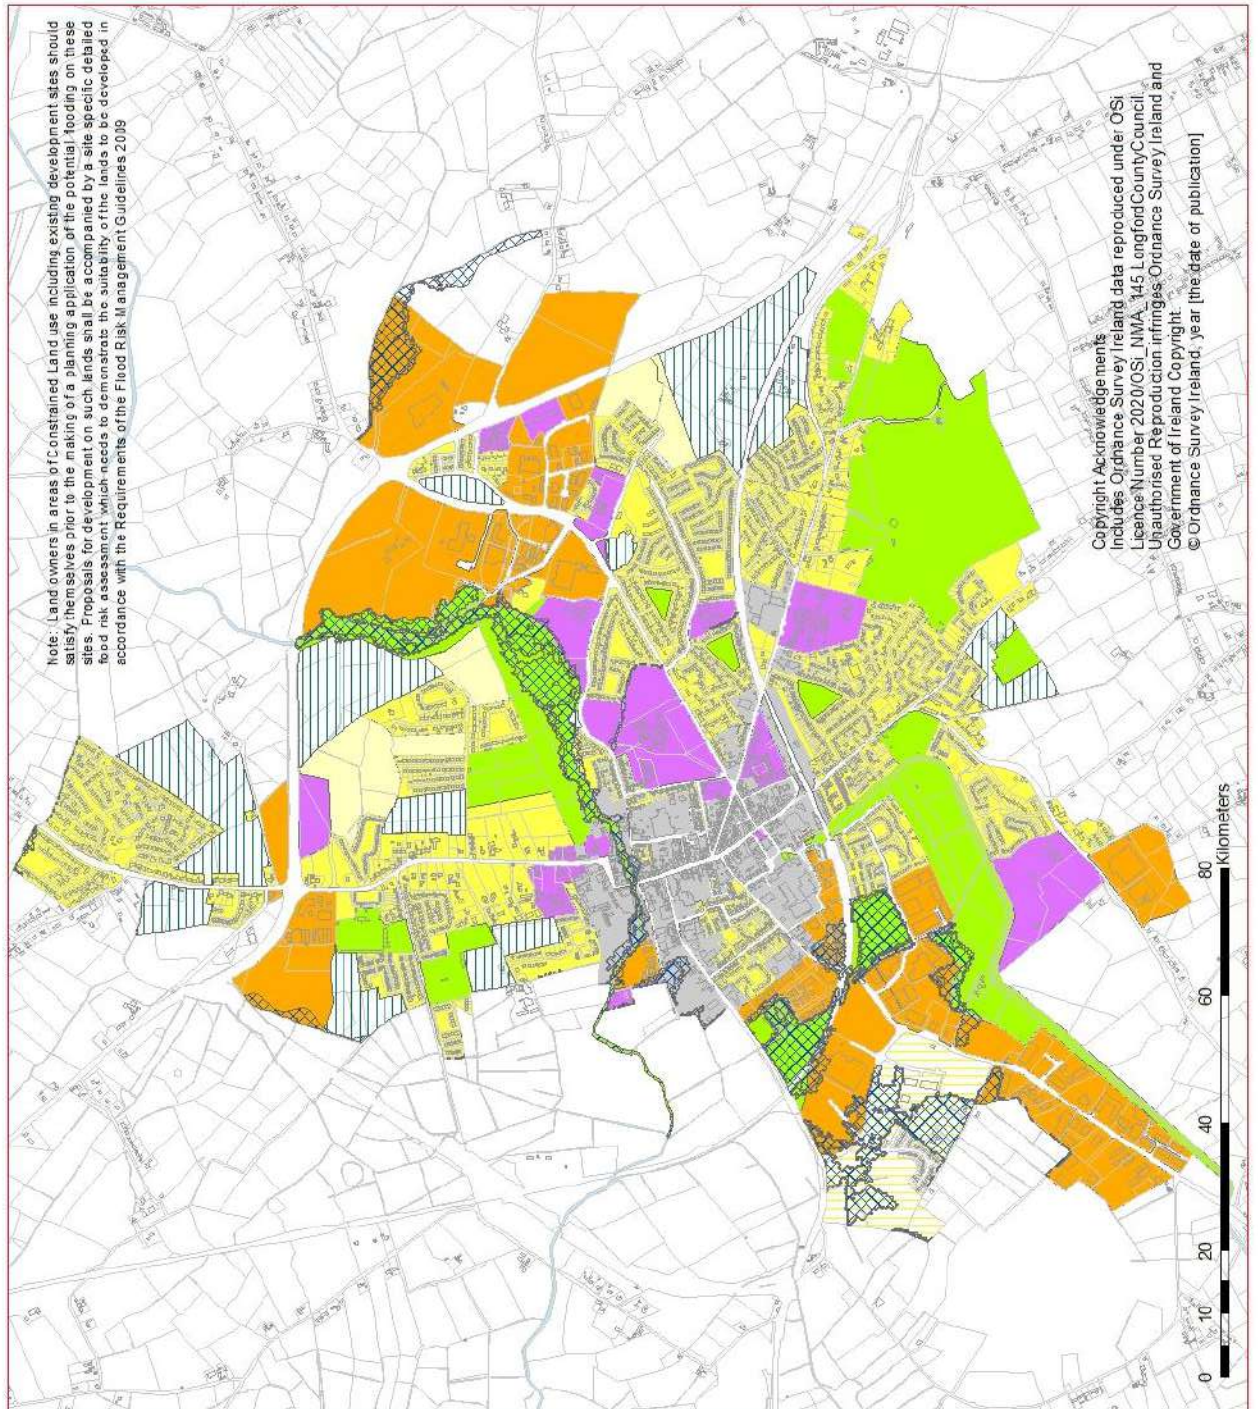 Note: Land owners in areas of Constrained Land use including existing development sites should
satisfy themselves prior to the making of a planning application of the potential flooding on these
sites. Proposals for development on such lands shall be accompanied by a site specific detailed
food risk assessment which needs to demonstrate the suitability of the lands to be developed in
accordance with the Requirements of the Flood Risk Management Guidelines 2009
Copyright Acknowledgements
Includes Ordnance Survey Ireland data reproduced under OSi
Licence Number 2020/OSi_NMA_145 LongfordCountyCouncil.
Unauthorised Reproduction infringes Ordnance Survey Ireland and
Government of Ireland Copyright.
© Ordnance Survey Ireland, year [the date of publication]
0 10 20 40 60 80
Kilometers